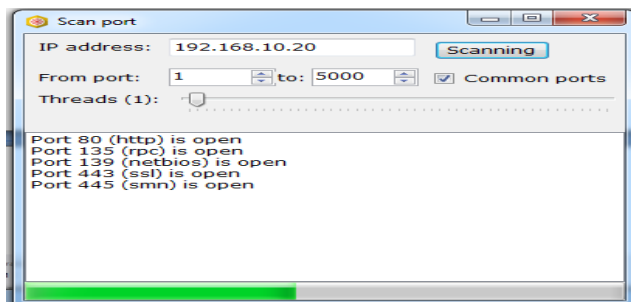 Scan port
IP address: 192.168.10.20 Scanning
From port: 1 to: 5000 Common ports
Threads (1):
Port 80 (http) is open
Port 135 (rpc) is open
Port 139 (netbios) is open
Port 443 (ssl) is open
Port 445 (smn) is open